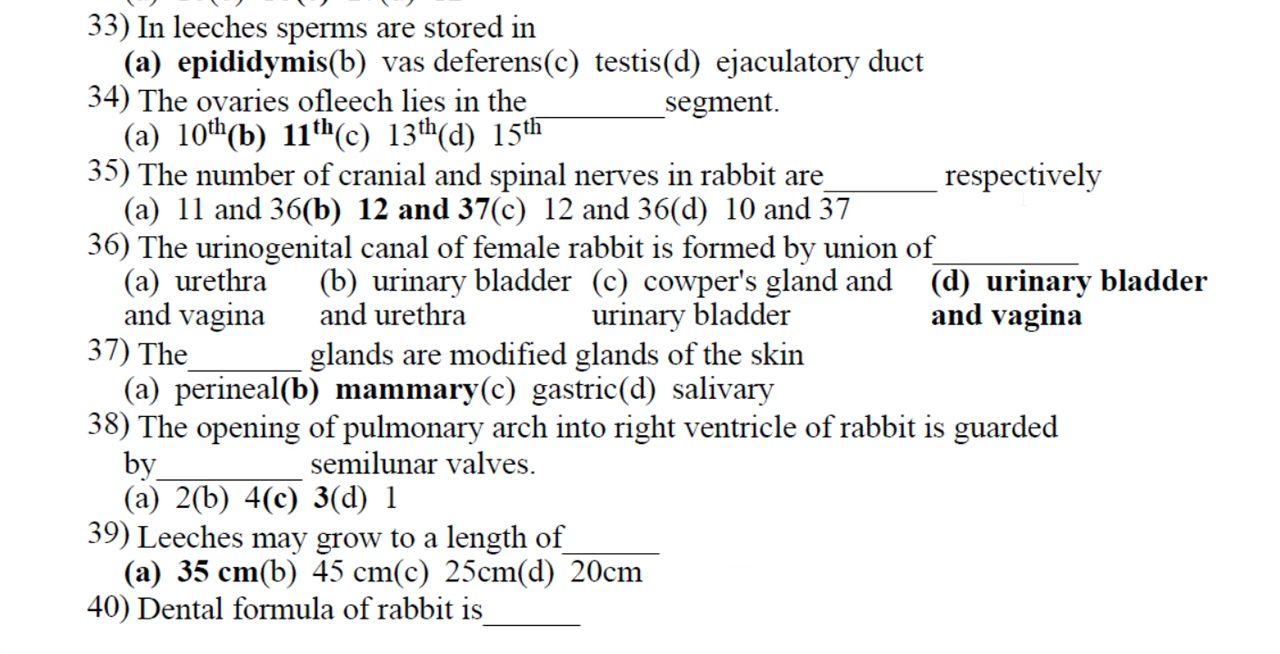 33) In leeches sperms are stored in
(a) epididymis(b) vas deferens(c) testis(d) ejaculatory duct
34) The ovaries ofleech lies in the________segment.
(a) 10th(b) 11th(c) 13th(d) 15th
35) The number of cranial and spinal nerves in rabbit are_______ respectively
(a) 11 and 36(b) 12 and 37(c) 12 and 36(d) 10 and 37
36) The urinogenital canal of female rabbit is formed by union of_________
(a) urethra (b) urinary bladder (c) cowper's gland and (d) urinary bladder
and vagina and urethra urinary bladder and vagina
37) The_______ glands are modified glands of the skin
(a) perineal(b) mammary(c) gastric(d) salivary
38) The opening of pulmonary arch into right ventricle of rabbit is guarded
by_________ semilunar valves.
(a) 2(b) 4(c) 3(d) 1
39) Leeches may grow to a length of______
(a) 35 cm(b) 45 cm(c) 25cm(d) 20cm
40) Dental formula of rabbit is______